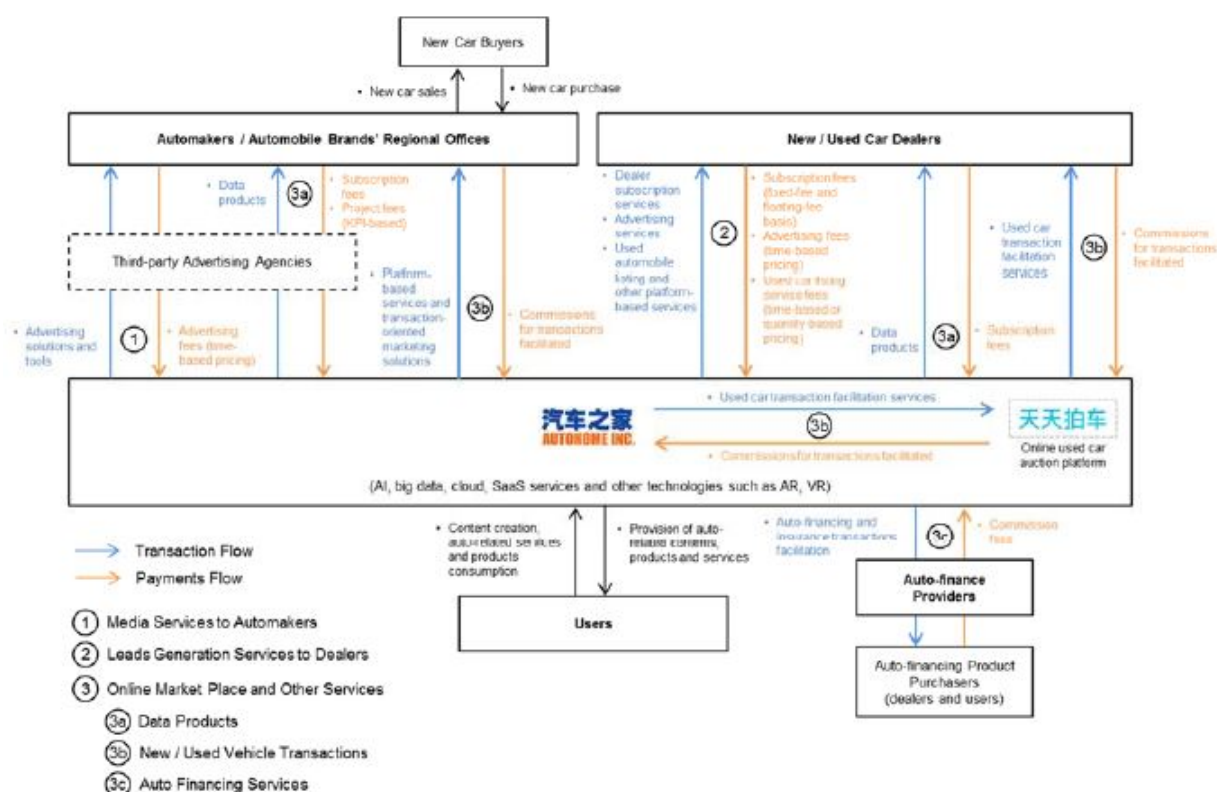 New Car Buyers
• New car sales
• New car purchase
Automakers / Automobile Brands' Regional Offices
New / Used Car Dealers
• Data
products
3a
• Subscription
fees
• Project fees
(KPI-based)
Third-party Advertising Agencies
• Advertising
solutions and
tools
1
• Advertising
fees (time-
based pricing)
• Platform-
based
services and
transaction-
oriented
marketing
solutions
3b
• Commissions
for transactions
facilitated
• Dealer
subscription
services
• Advertising
services
• Used
automobile
listing and
other platform-
based services
2
• Subscription fees
(fixed-fee and
floating-fee
basis)
• Advertising fees
(time-based
pricing)
• Used car listing
service fees
(time-based or
quantity-based
pricing)
• Data
products
3a
• Subscription
fees
• Used car
transaction
facilitation
services
3b
• Commissions
for transactions
facilitated
汽车之家
AUTOHOME INC.
• Used car transaction facilitation services
3b
• Commissions for transactions facilitated
天天拍车
Online used car
auction platform
(AI, big data, cloud, SaaS services and other technologies such as AR, VR)
• Content creation,
auto-related services
and products
consumption
• Provision of auto-
related contents,
products and services
Users
• Auto-financing and
insurance transactions
facilitation
3c
• Commission
fees
Auto-finance
Providers
Auto-financing Product
Purchasers
(dealers and users)
Transaction Flow
Payments Flow
1 Media Services to Automakers
2 Leads Generation Services to Dealers
3 Online Market Place and Other Services
3a Data Products
3b New / Used Vehicle Transactions
3c Auto Financing Services